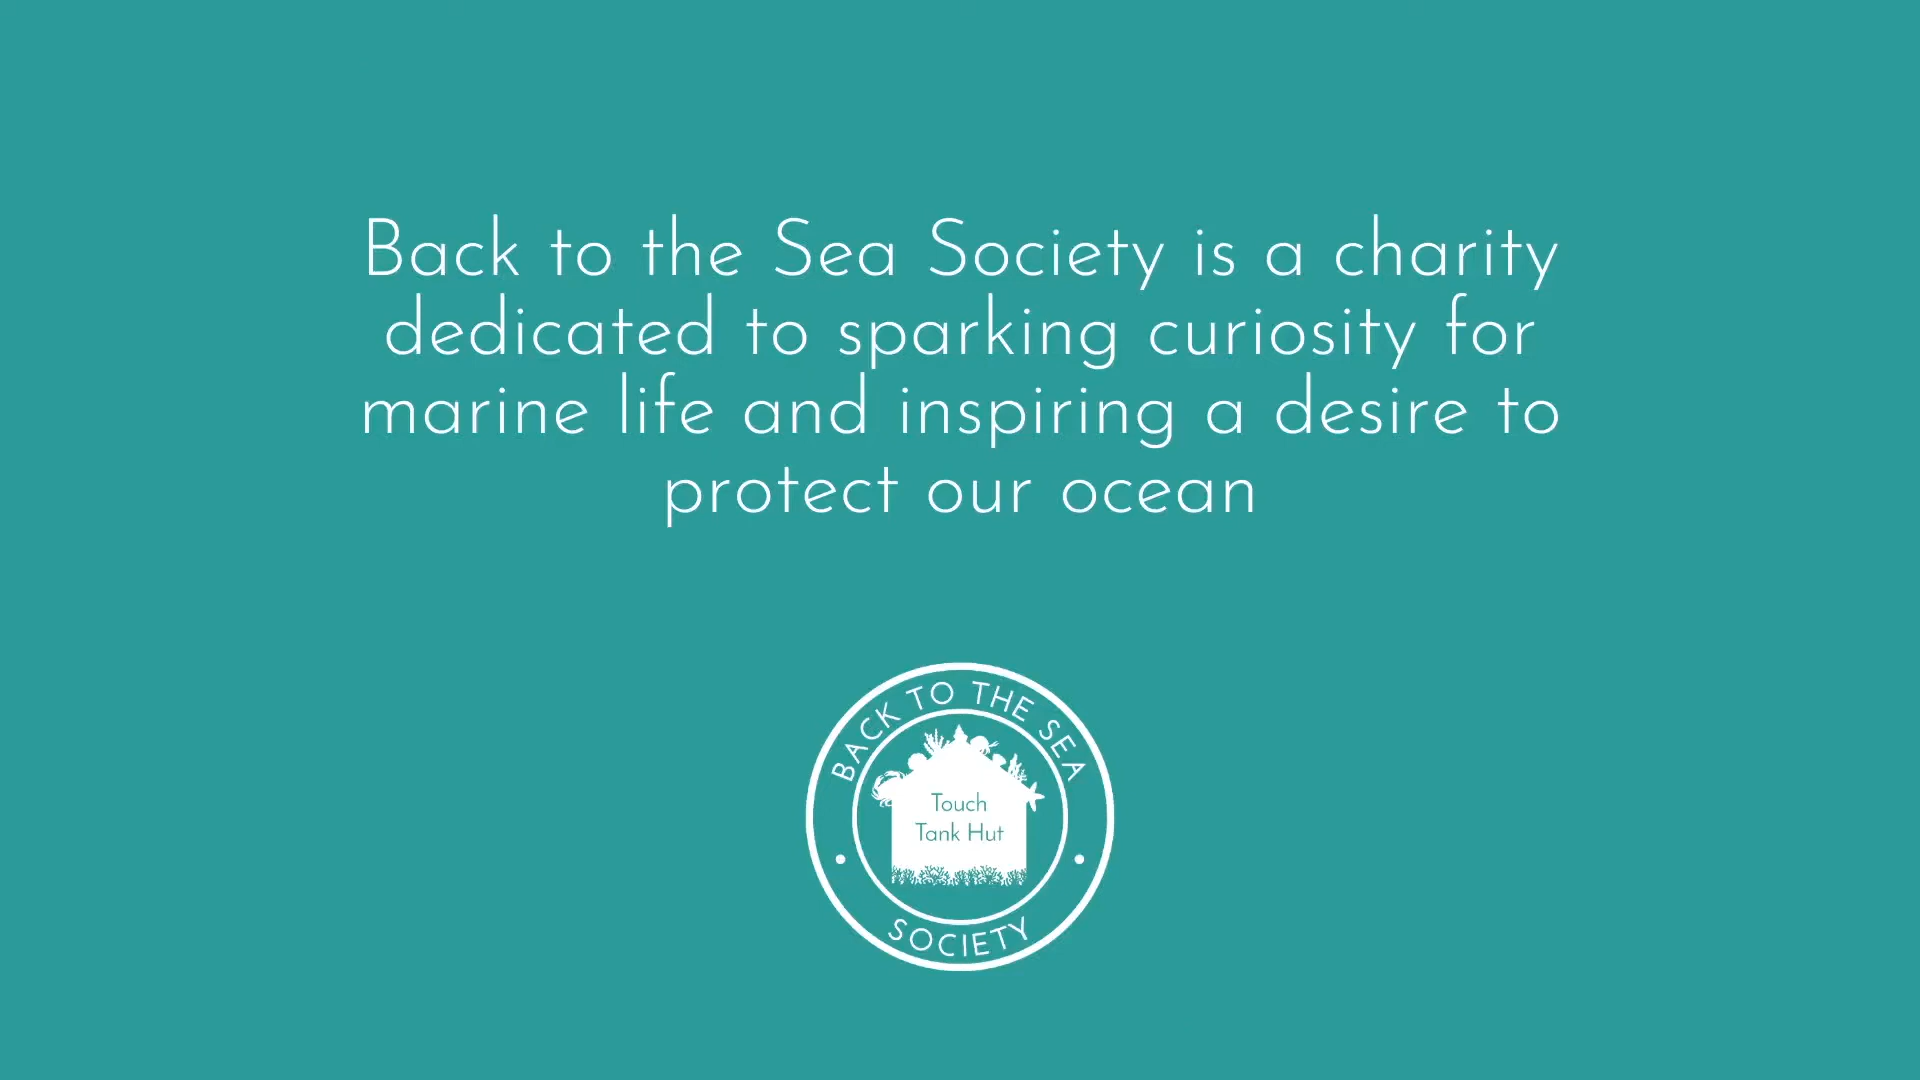 Back to the Sea Society is a charity
dedicated to sparking curiosity for
marine life and inspiring a desire to
protect our ocean
BACK TO THE SEA
Touch
Tank Hut
SOCIETY